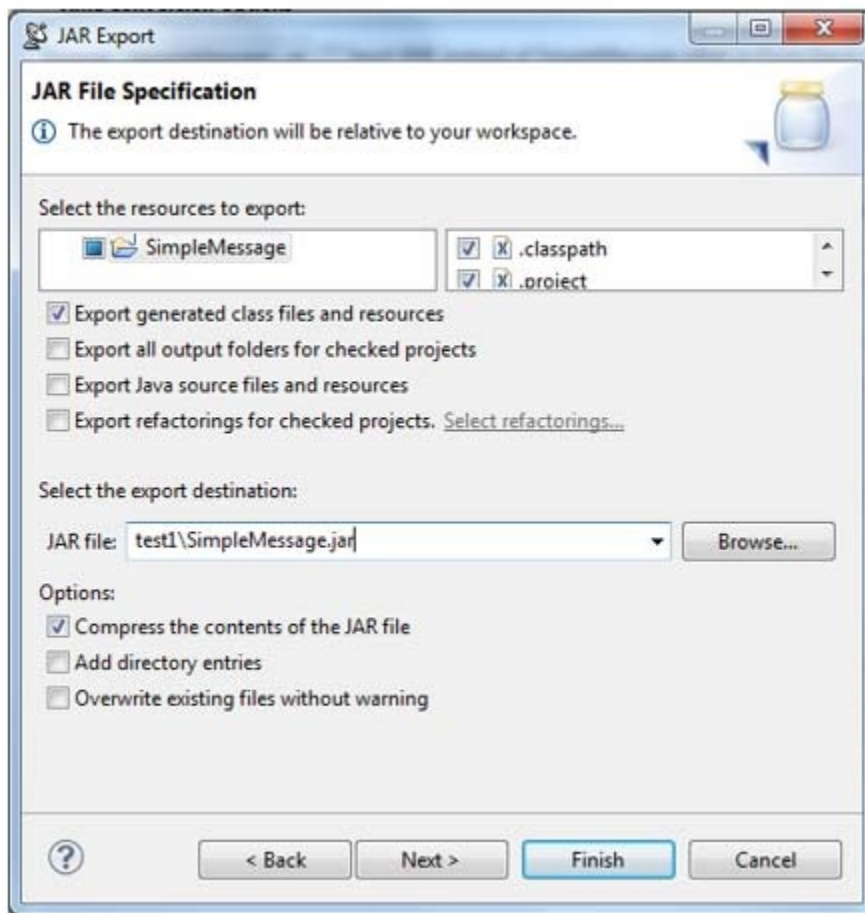 JAR Export
JAR File Specification
The export destination will be relative to your workspace.
Select the resources to export:
SimpleMessage
.classpath
.project
Export generated class files and resources
Export all output folders for checked projects
Export Java source files and resources
Export refactorings for checked projects. Select refactorings...
Select the export destination:
JAR file: test1\SimpleMessage.jar
Browse...
Options:
Compress the contents of the JAR file
Add directory entries
Overwrite existing files without warning
< Back
Next >
Finish
Cancel